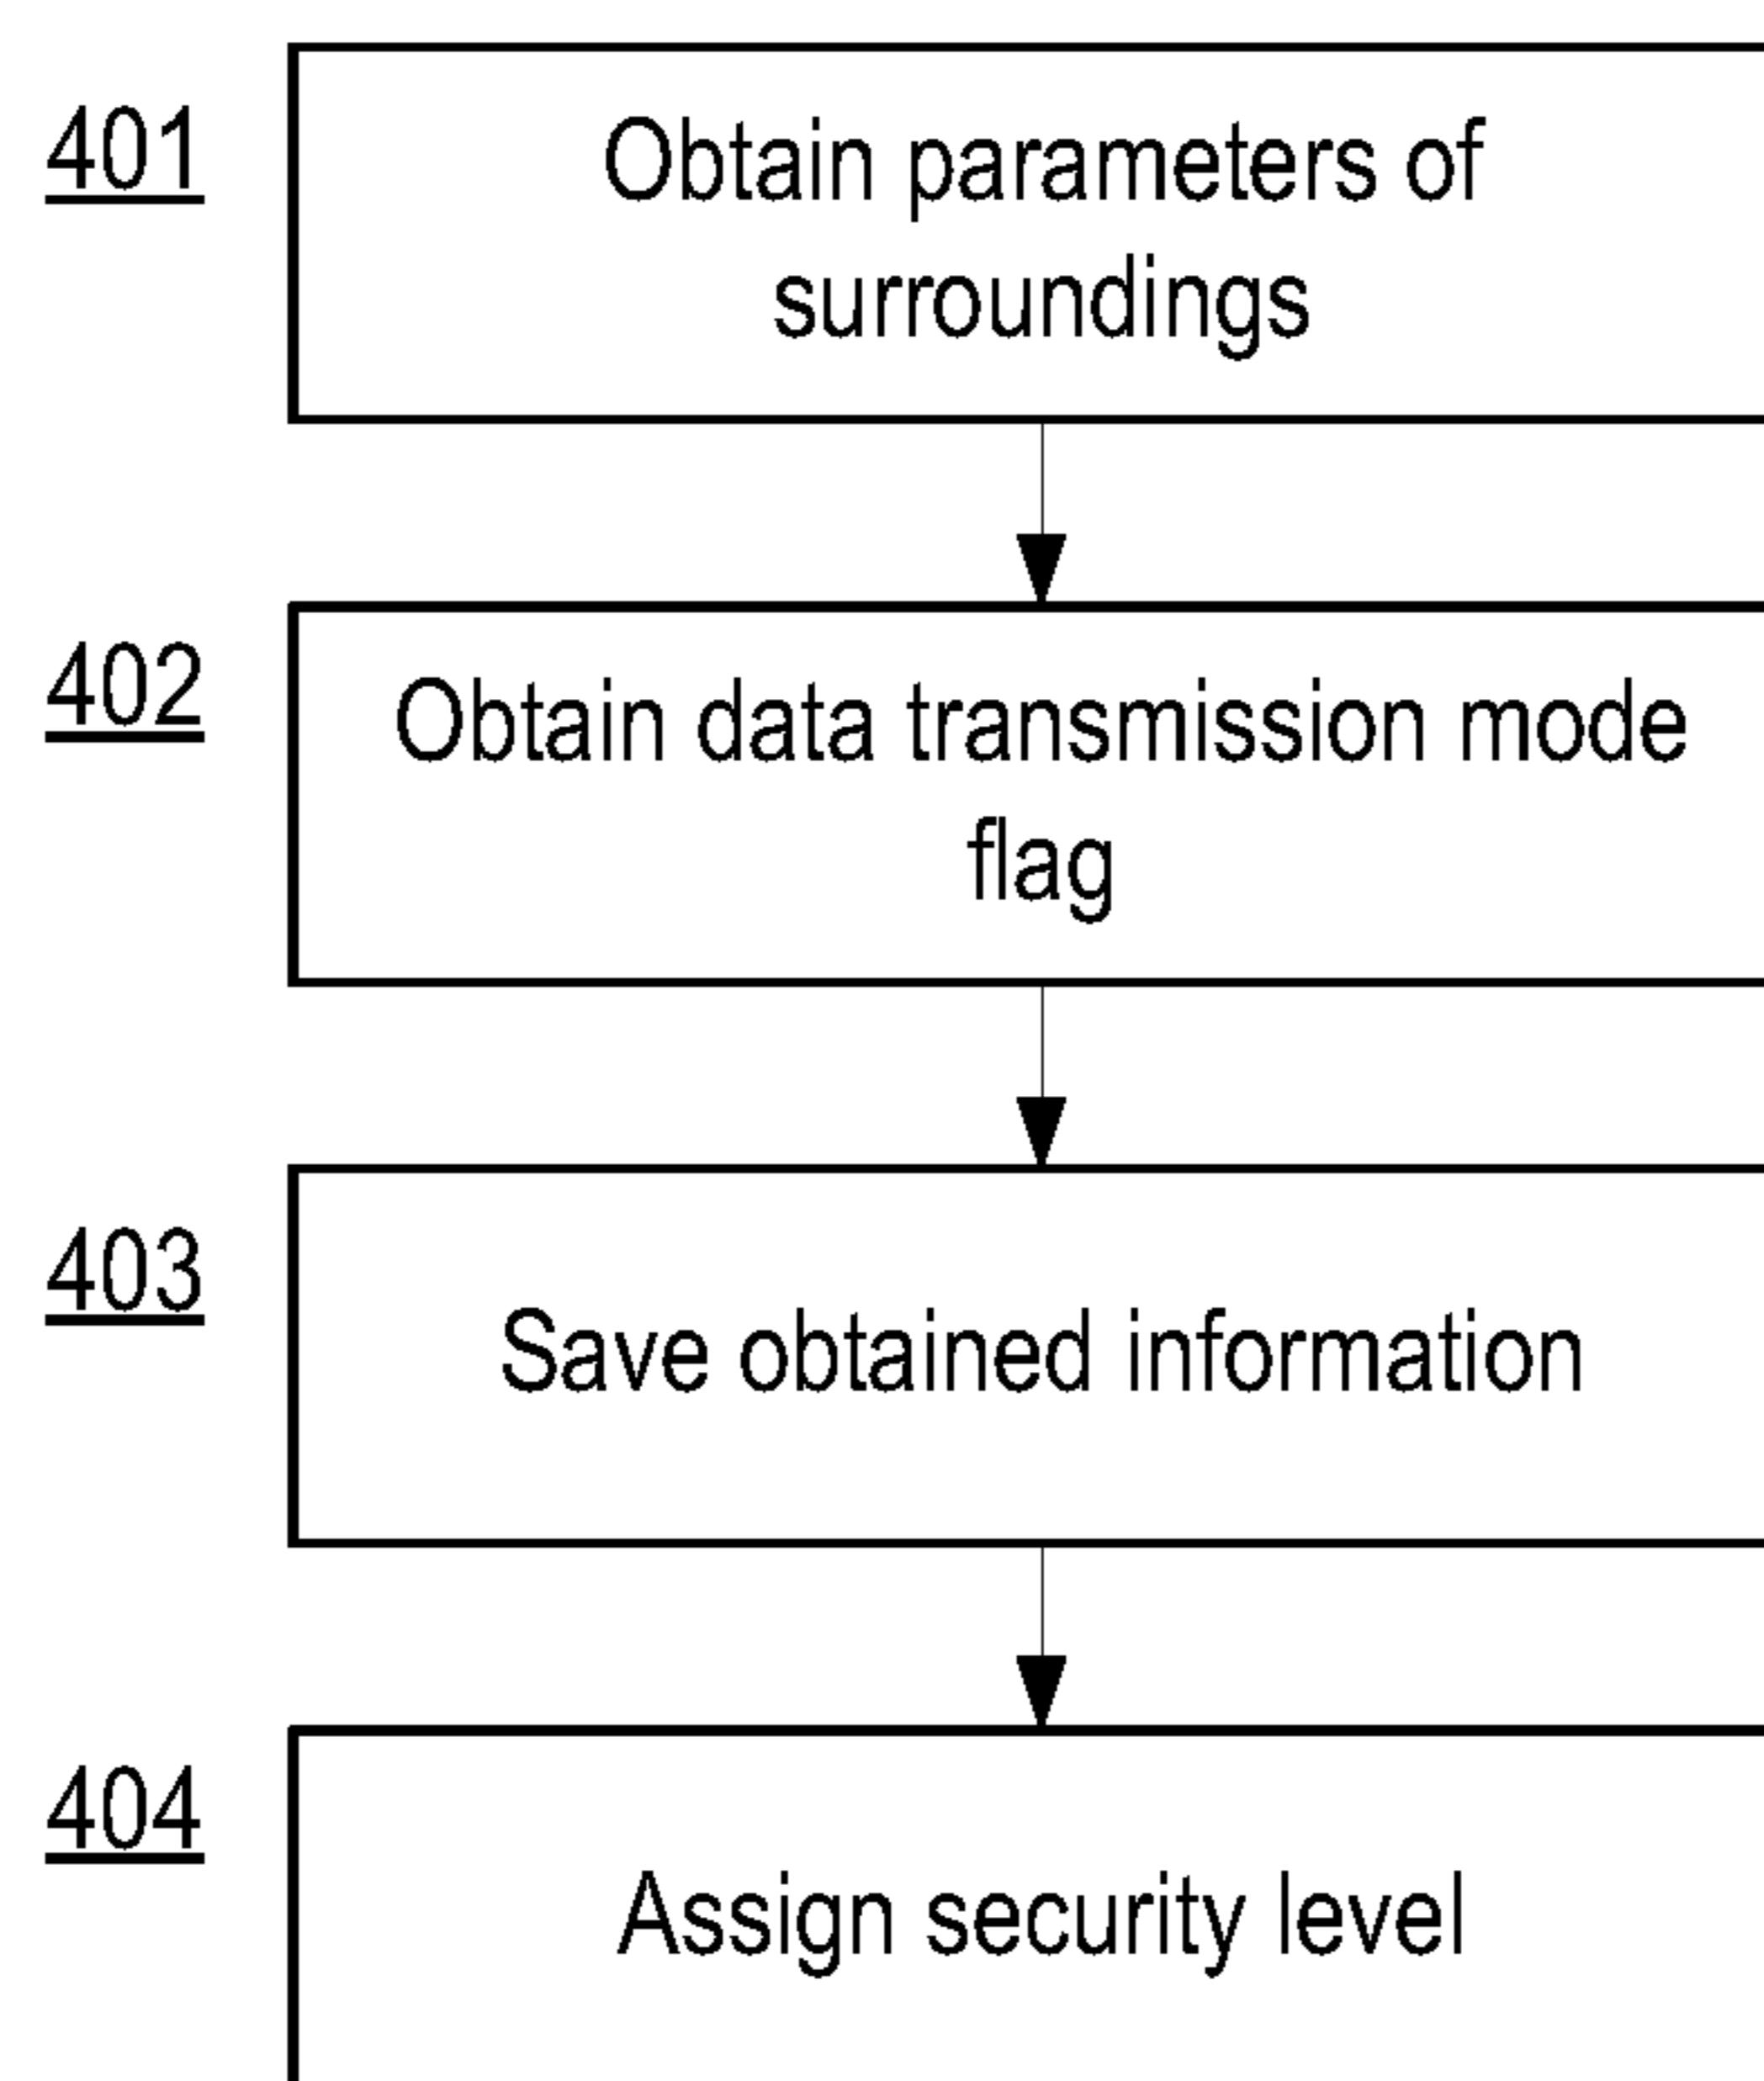 401
Obtain parameters of
surroundings
402
Obtain data transmission mode
flag
403
Save obtained information
404
Assign security level